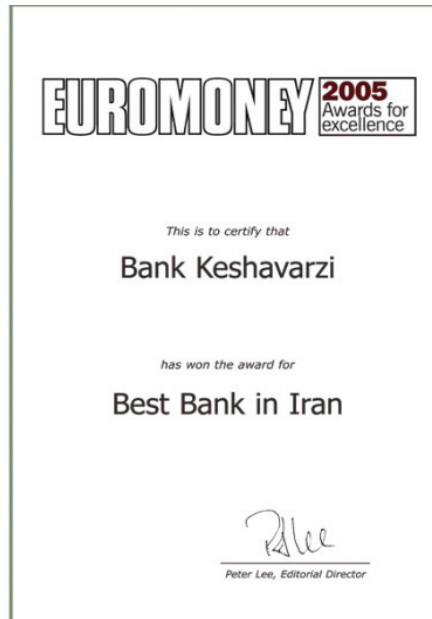 EUROMONEY
2005
Awards for
excellence
This is to certify that
Bank Keshavarzi
has won the award for
Best Bank in Iran
P Lee
Peter Lee, Editorial Director